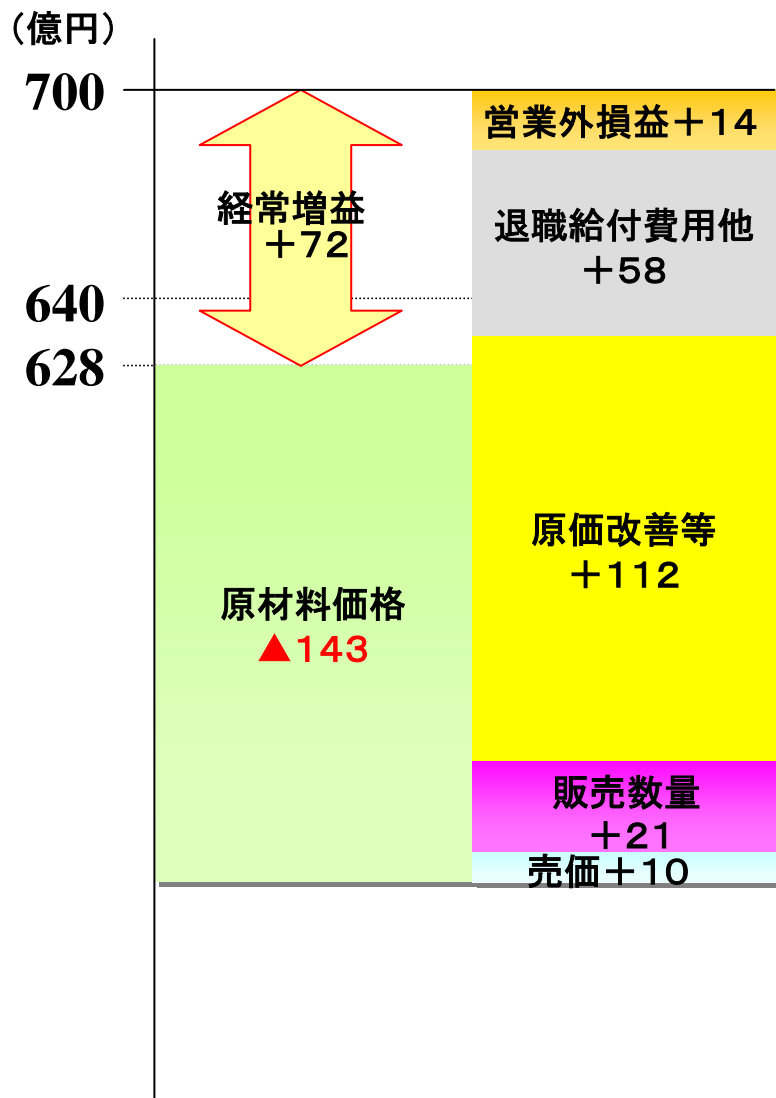 （億円）
700
営業外損益＋14
経常増益
＋72
退職給付費用他
＋58
640
628
原価改善等
＋112
原材料価格
▲143
販売数量
＋21
売価＋10